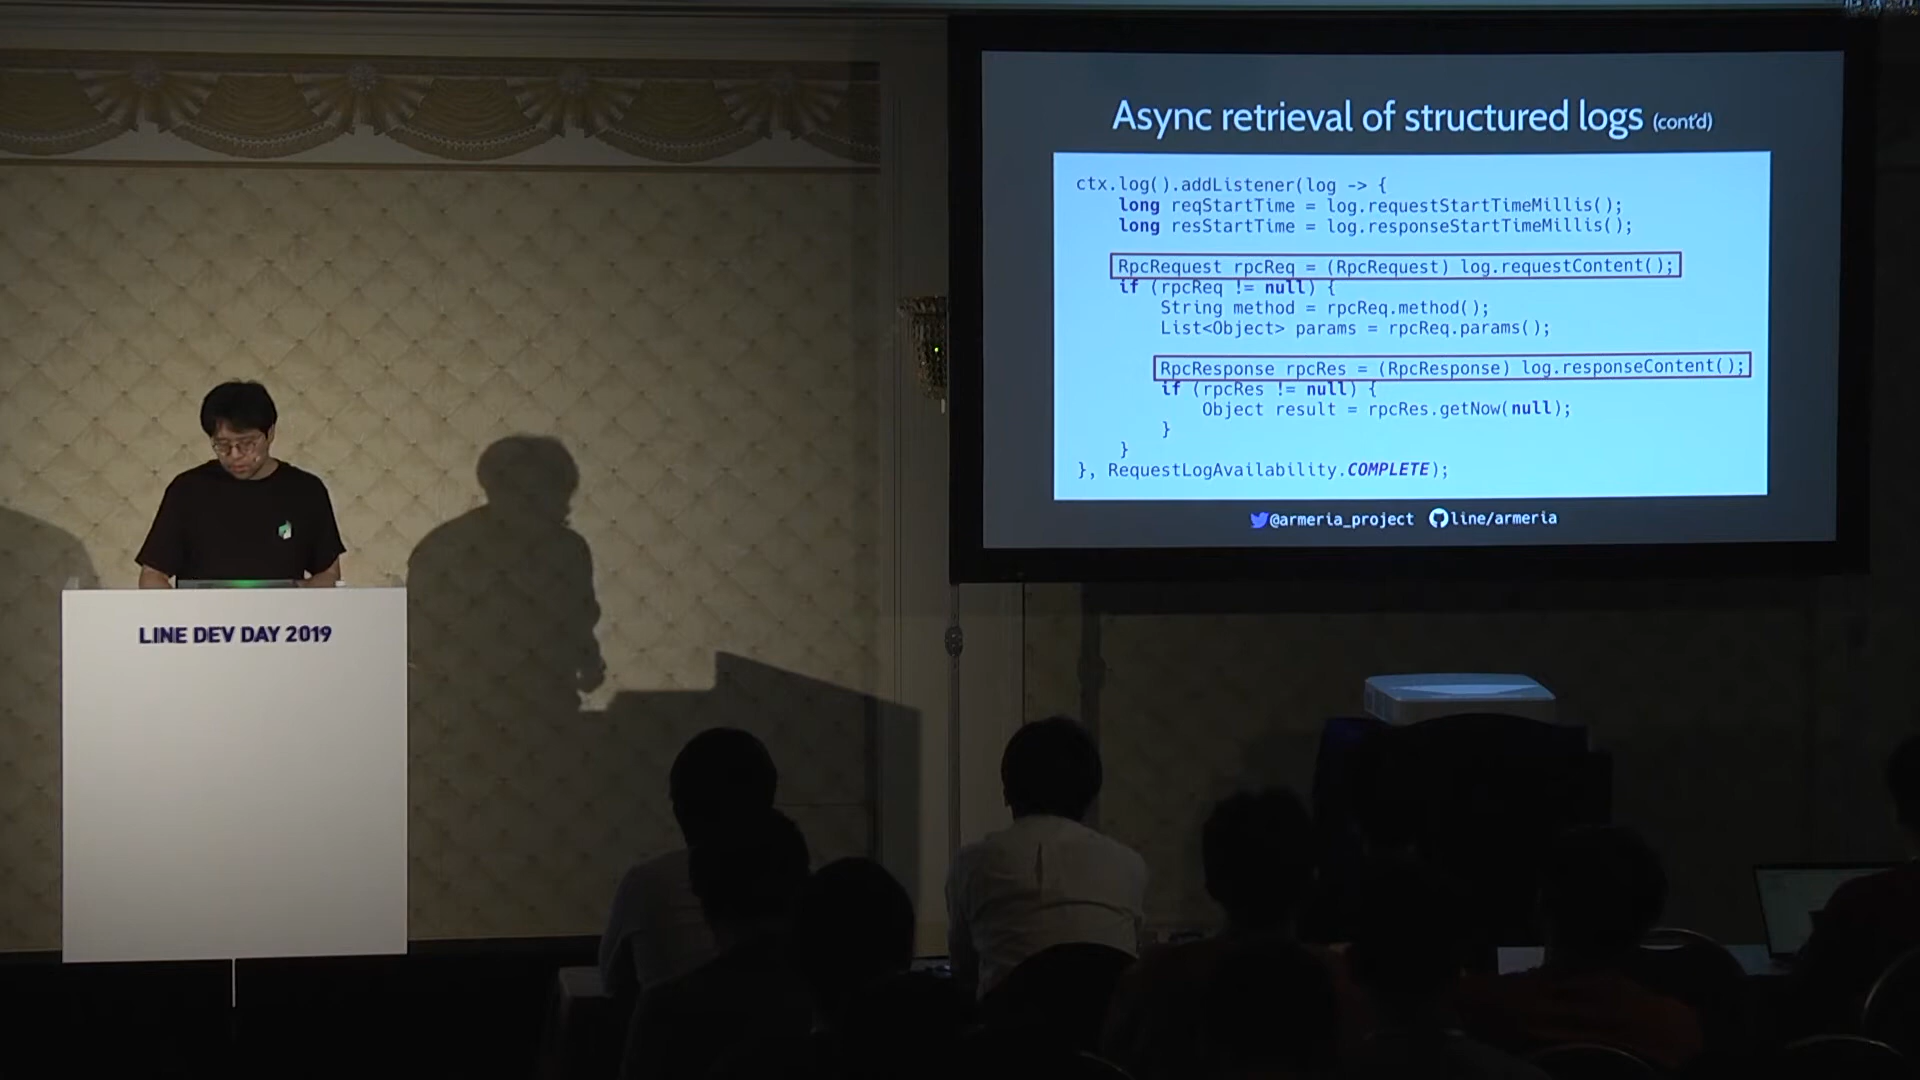 Async retrieval of structured logs (cont'd)
ctx.log().addListener(log -> {
long reqStartTime = log.requestStartTimeMillis();
long resStartTime = log.responseStartTimeMillis();
RpcRequest rpcReq = (RpcRequest) log.requestContent();
if (rpcReq != null) {
String method = rpcReq.method();
List<Object> params = rpcReq.params();
RpcResponse rpcRes = (RpcResponse) log.responseContent();
if (rpcRes != null) {
Object result = rpcRes.getNow(null);
}
}
}, RequestLogAvailability.COMPLETE);
@armeria_project line/armeria
LINE DEV DAY 2019